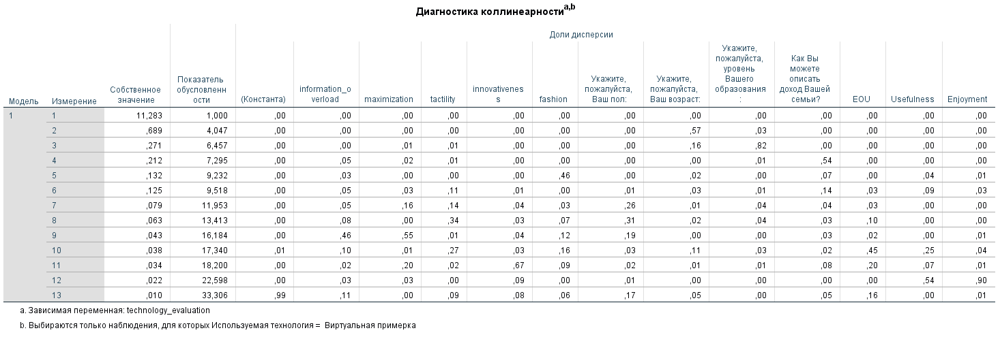 Диагностика коллинеарностиa,b
Доли дисперсии
Модель Измерение Собственное значение Показатель обусловленн ости (Константа) information_o verload maximization tactility innovativenes s fashion Укажите, пожалуйста, Ваш пол: Укажите, пожалуйста, Ваш возраст: Укажите, пожалуйста, уровень Вашего образования : Как Вы можете описать доход Вашей семьи? EOU Usefulness Enjoyment
1 1 11,283 1,000 ,00 ,00 ,00 ,00 ,00 ,00 ,00 ,00 ,00 ,00 ,00 ,00 ,00
2 ,689 4,047 ,00 ,00 ,00 ,00 ,00 ,00 ,00 ,57 ,03 ,00 ,00 ,00 ,00
3 ,271 6,457 ,00 ,00 ,01 ,01 ,00 ,00 ,00 ,16 ,82 ,00 ,00 ,00 ,00
4 ,212 7,295 ,00 ,05 ,02 ,01 ,00 ,00 ,00 ,00 ,01 ,54 ,00 ,00 ,00
5 ,132 9,232 ,00 ,03 ,00 ,00 ,00 ,46 ,00 ,02 ,00 ,07 ,00 ,04 ,01
6 ,125 9,518 ,00 ,05 ,03 ,11 ,01 ,00 ,01 ,03 ,01 ,14 ,03 ,09 ,03
7 ,079 11,953 ,00 ,05 ,16 ,14 ,04 ,03 ,26 ,01 ,04 ,04 ,03 ,00 ,00
8 ,063 13,413 ,00 ,08 ,00 ,34 ,03 ,07 ,31 ,02 ,04 ,03 ,10 ,00 ,00
9 ,043 16,184 ,00 ,46 ,55 ,01 ,04 ,12 ,19 ,00 ,00 ,03 ,02 ,00 ,01
10 ,038 17,340 ,01 ,10 ,01 ,27 ,03 ,16 ,03 ,11 ,03 ,02 ,45 ,25 ,04
11 ,034 18,200 ,00 ,02 ,20 ,02 ,67 ,09 ,02 ,01 ,01 ,08 ,20 ,07 ,01
12 ,022 22,598 ,00 ,03 ,03 ,00 ,09 ,00 ,01 ,00 ,00 ,00 ,00 ,54 ,90
13 ,010 33,306 ,99 ,11 ,00 ,09 ,08 ,06 ,17 ,05 ,00 ,05 ,16 ,00 ,01
a. Зависимая переменная: technology_evaluation
b. Выбираются только наблюдения, для которых Используемая технология = Виртуальная примерка